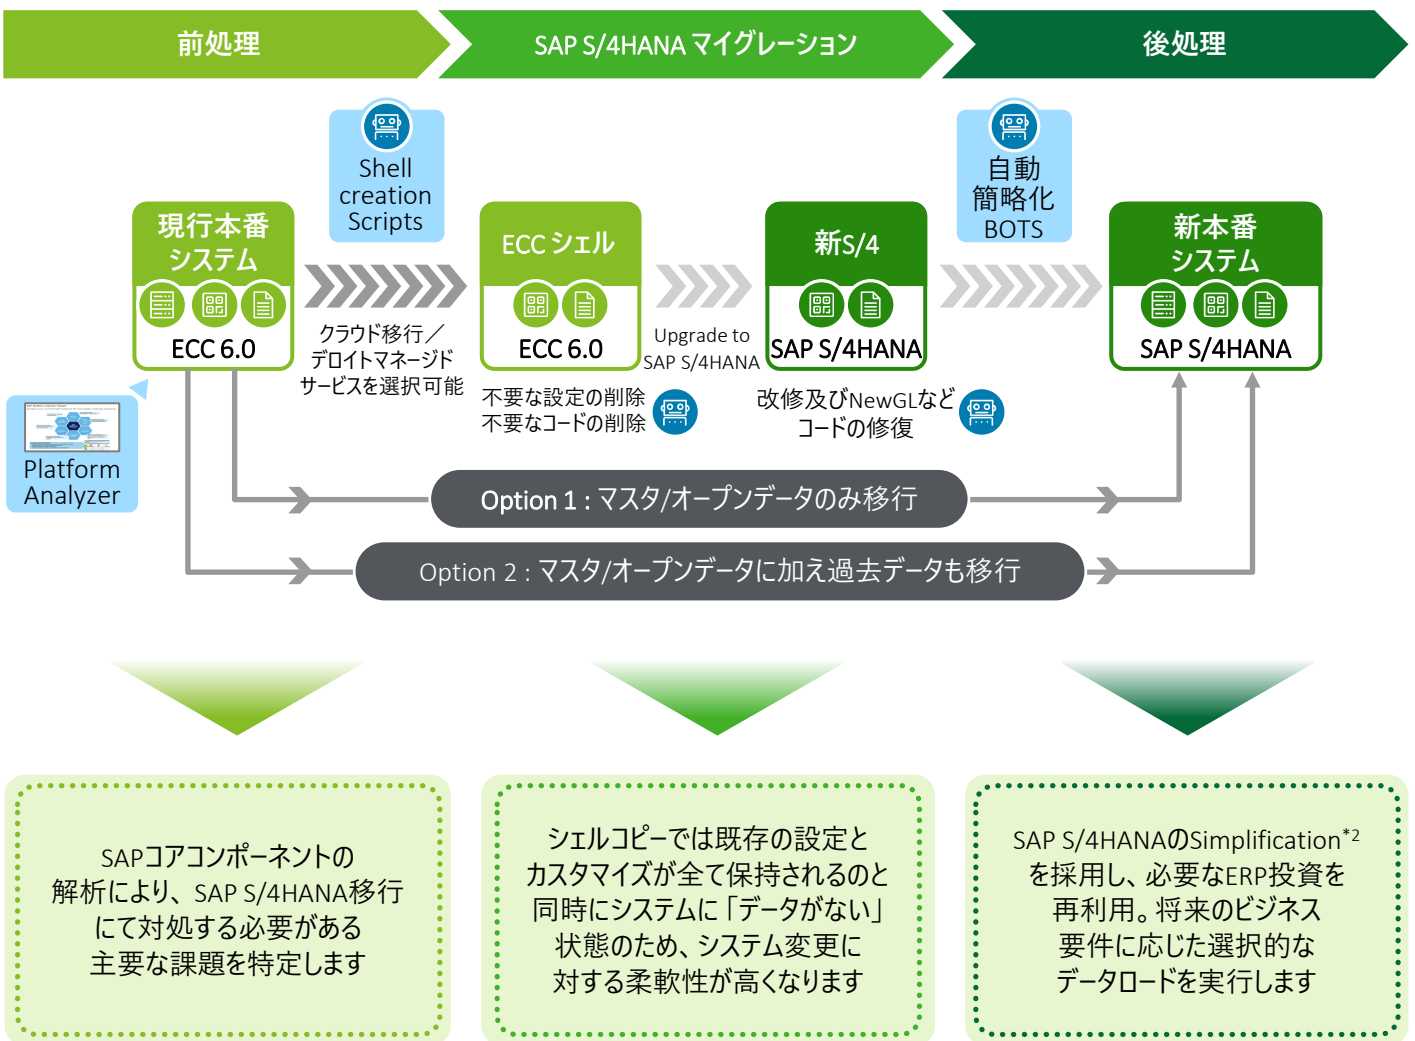 前処理
SAP S/4HANA マイグレーション
後処理
Shell
creation
Scripts
自動
簡略化
BOTS
現行本番
システム
ECC 6.0
ECC シェル
ECC 6.0
新S/4
SAP S/4HANA
新本番
システム
SAP S/4HANA
クラウド移行／
デロイトマネージド
サービスを選択可能
Upgrade to
SAP S/4HANA
不要な設定の削除
不要なコードの削除
改修及びNewGLなど
コードの修復
Platform
Analyzer
Option 1 : マスタ/オープンデータのみ移行
Option 2 : マスタ/オープンデータに加え過去データも移行
SAPコアコンポーネントの
解析により、SAP S/4HANA移行
にて対処する必要がある
主要な課題を特定します
シェルコピーでは既存の設定と
カスタマイズが全て保持されるのと
同時にシステムに「データがない」
状態のため、システム変更に
対する柔軟性が高くなります
SAP S/4HANAのSimplification*2
を採用し、必要なERP投資を
再利用。将来のビジネス
要件に応じた選択的な
データロードを実行します